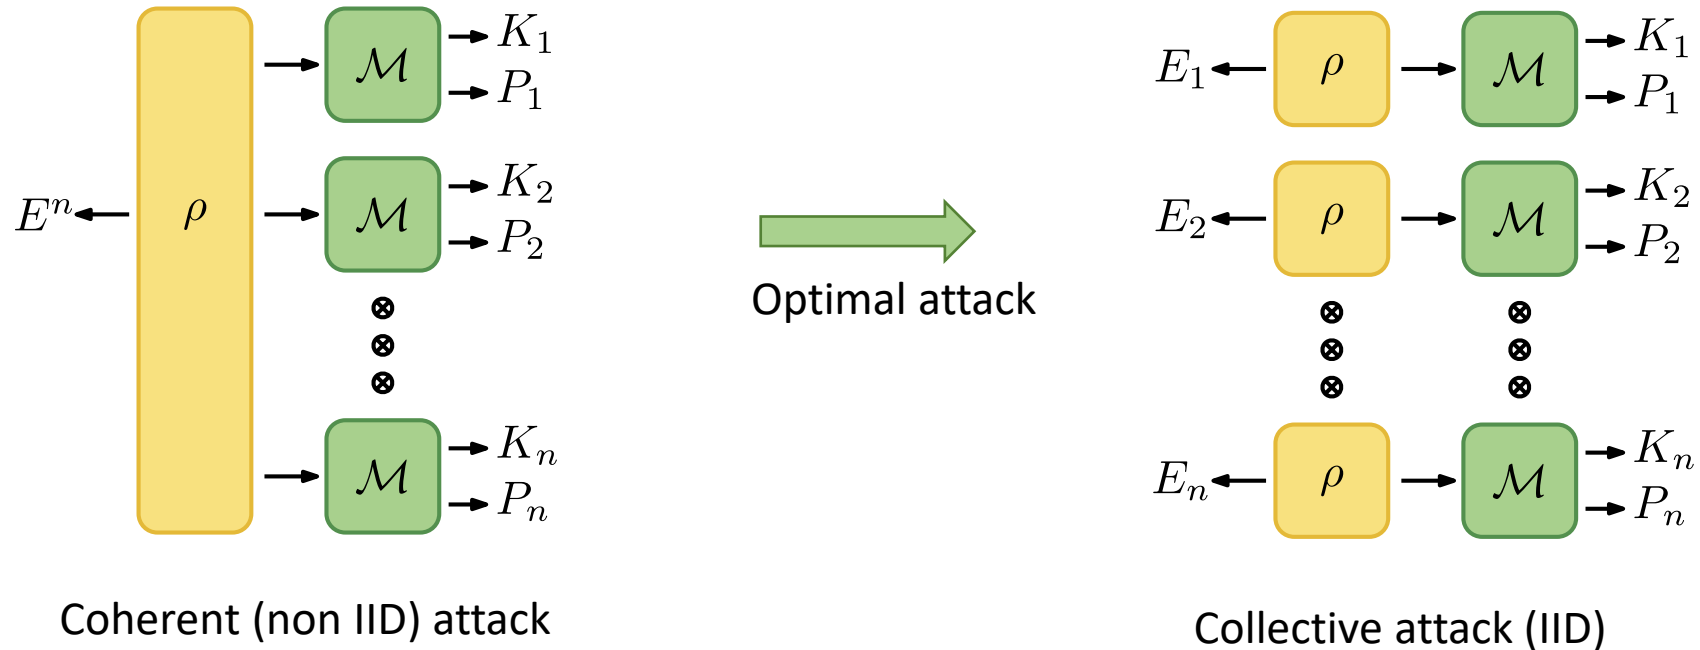 K₁
ℳ
P₁
K₂
Eⁿ
ρ
ℳ
P₂
⊗
⊗
⊗
Kₙ
ℳ
Pₙ
Coherent (non IID) attack
Optimal attack
K₁
E₁
ρ
ℳ
P₁
K₂
E₂
ρ
ℳ
P₂
⊗ ⊗
⊗ ⊗
⊗ ⊗
Kₙ
Eₙ
ρ
ℳ
Pₙ
Collective attack (IID)